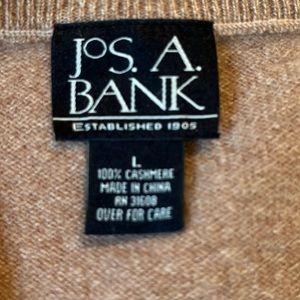 JOS. A.
BANK
ESTABLISHED 1905
L
100% CASHMERE
MADE IN CHINA
RN 31608
OVER FOR CARE